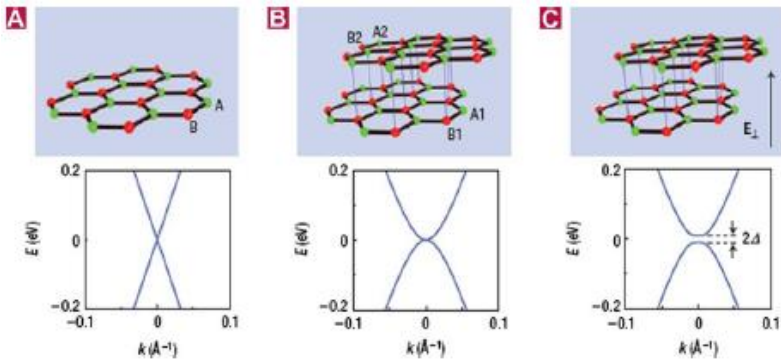 A
A
B
B
B2
A2
A1
B1
C
E⊥
0.2
0
-0.2
E (eV)
-0.1
0
0.1
k (Å⁻¹)
0.2
0
-0.2
E (eV)
-0.1
0
0.1
k (Å⁻¹)
0.2
0
-0.2
E (eV)
2Δ
-0.1
0
0.1
k (Å⁻¹)